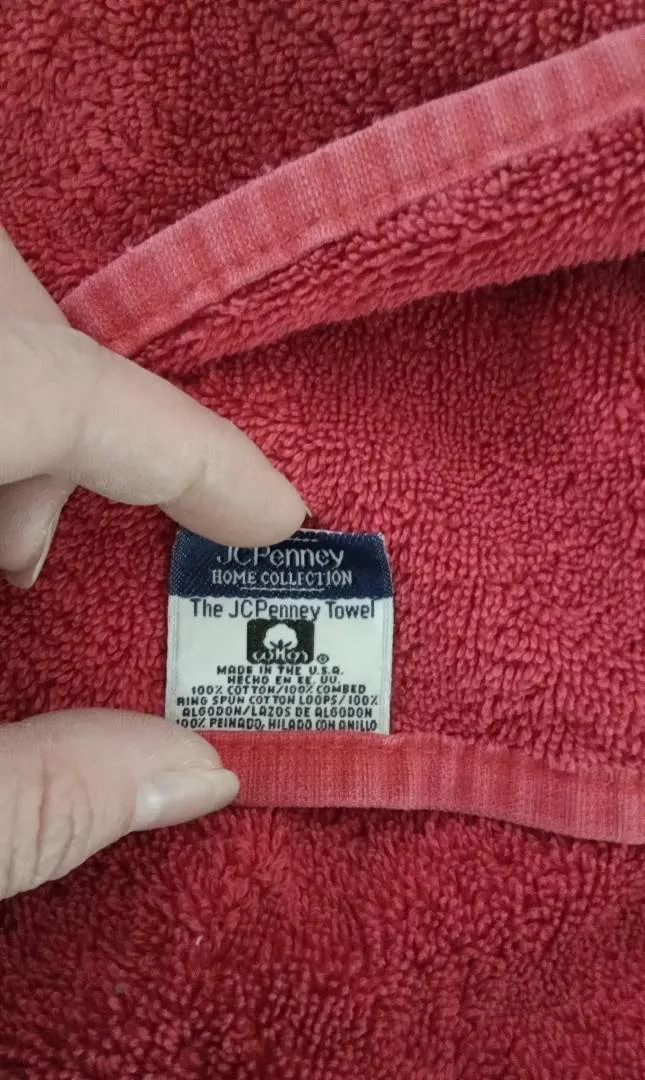 JCPenney
HOME COLLECTION
The JCPenney Towel
cotton ®
MADE IN THE U.S.A.
HECHO EN EE. UU.
100% COTTON/100% COMBED
RING SPUN COTTON LOOPS/100%
ALGODON/LAZOS DE ALGODON
100% PEINADO, HILADO CON ANILLO